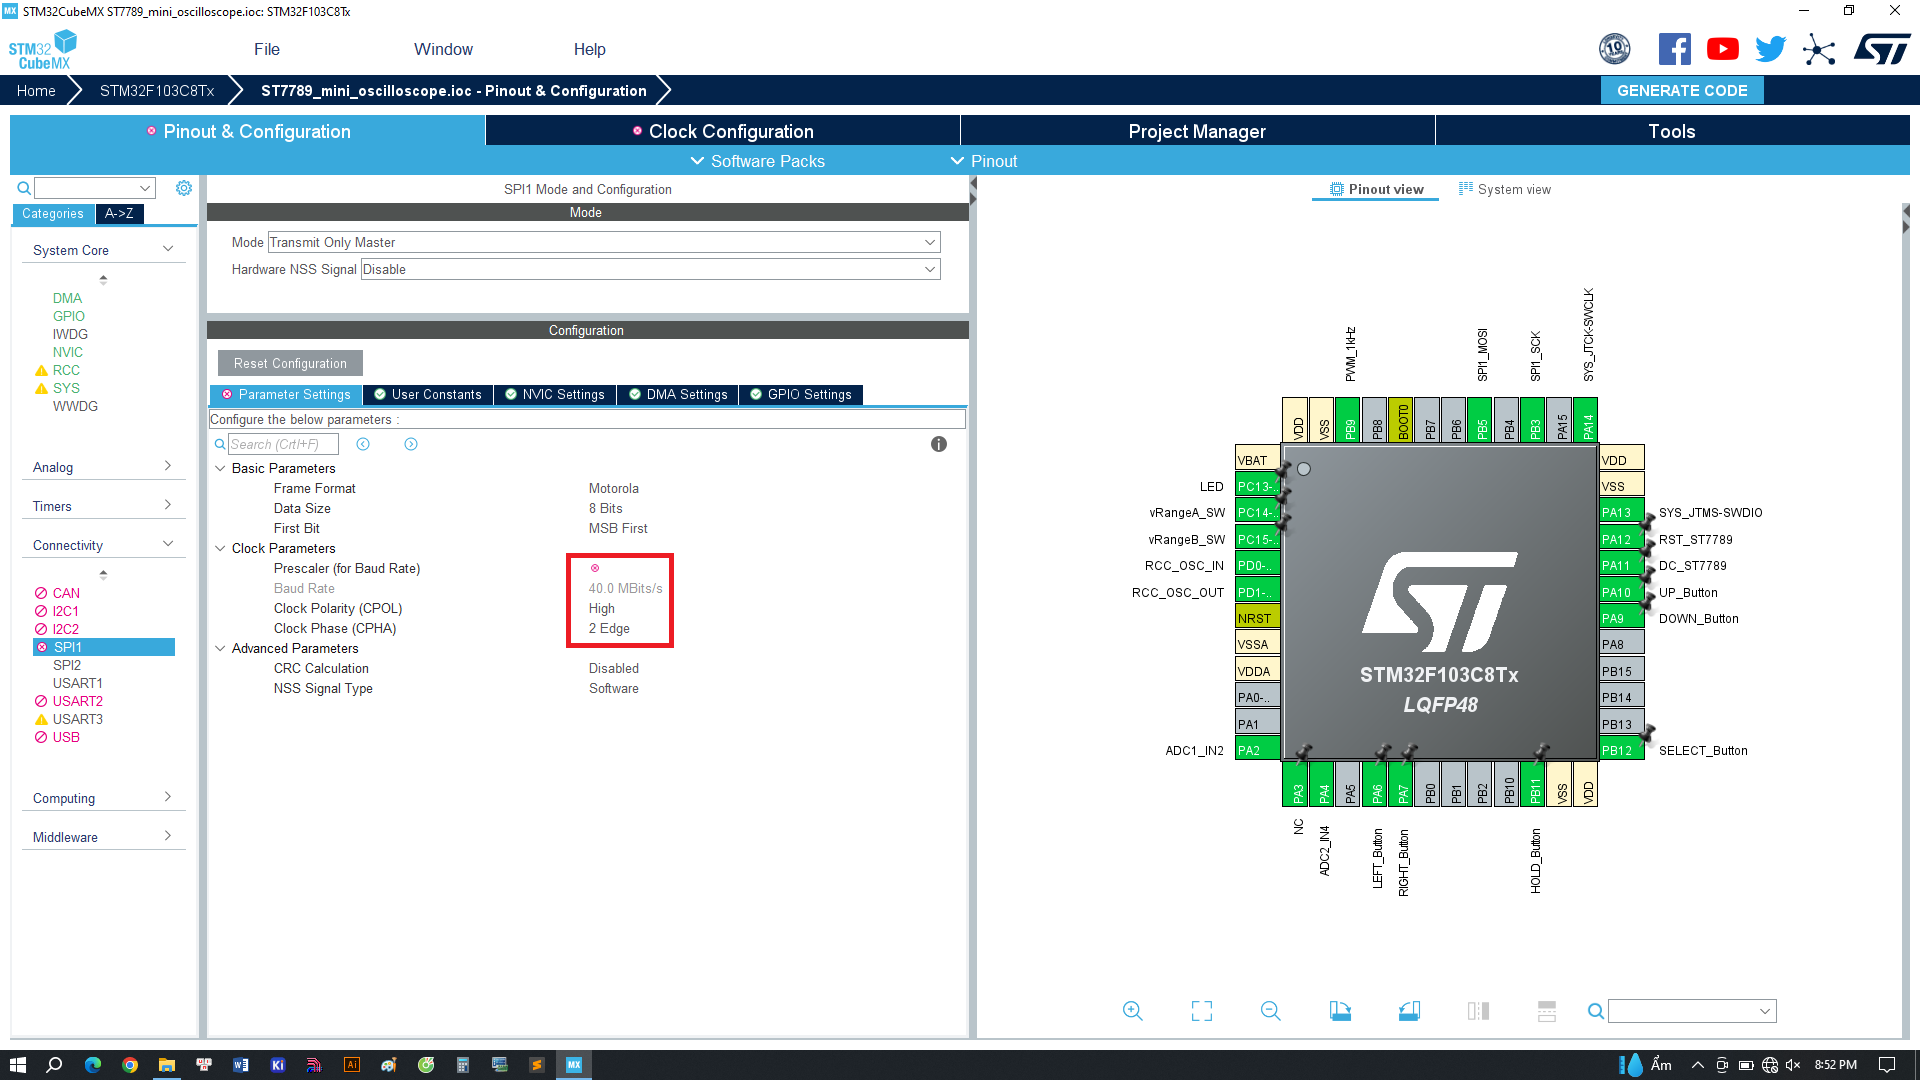 MX STM32CubeMX ST7789_mini_oscilloscope.ioc: STM32F103C8Tx
STM32 CubeMX
File Window Help
10
Home STM32F103C8Tx ST7789_mini_oscilloscope.ioc - Pinout & Configuration GENERATE CODE
Pinout & Configuration Clock Configuration Project Manager Tools
Software Packs Pinout
Categories A->Z
System Core
DMA
GPIO
IWDG
NVIC
RCC
SYS
WWDG
Analog
Timers
Connectivity
CAN
I2C1
I2C2
SPI1
SPI2
USART1
USART2
USART3
USB
Computing
Middleware
SPI1 Mode and Configuration
Mode
Mode Transmit Only Master
Hardware NSS Signal Disable
Configuration
Reset Configuration
Parameter Settings User Constants NVIC Settings DMA Settings GPIO Settings
Configure the below parameters :
Search (Crtl+F)
Basic Parameters
Frame Format Motorola
Data Size 8 Bits
First Bit MSB First
Clock Parameters
Prescaler (for Baud Rate)
Baud Rate 40.0 MBits/s
Clock Polarity (CPOL) High
Clock Phase (CPHA) 2 Edge
Advanced Parameters
CRC Calculation Disabled
NSS Signal Type Software
Pinout view System view
PWM_1kHz SPI1_MOSI SPI1_SCK SYS_JTCK-SWCLK
VDD VSS PB9 PB8 BOOT0 PB7 PB6 PB5 PB4 PB3 PA15 PA14
VBAT VDD
LED PC13-.. VSS
vRangeA_SW PC14-.. PA13 SYS_JTMS-SWDIO
vRangeB_SW PC15-.. PA12 RST_ST7789
RCC_OSC_IN PD0-.. PA11 DC_ST7789
RCC_OSC_OUT PD1-.. PA10 UP_Button
NRST PA9 DOWN_Button
VSSA PA8
VDDA PB15
PA0-.. PB14
PA1 PB13
ADC1_IN2 PA2 PB12 SELECT_Button
STM32F103C8Tx
LQFP48
PA3 PA4 PA5 PA6 PA7 PB0 PB1 PB2 PB10 PB11 VSS VDD
NC ADC2_IN4 LEFT_Button RIGHT_Button HOLD_Button
W Ki Ai S MX Ẩm 8:52 PM